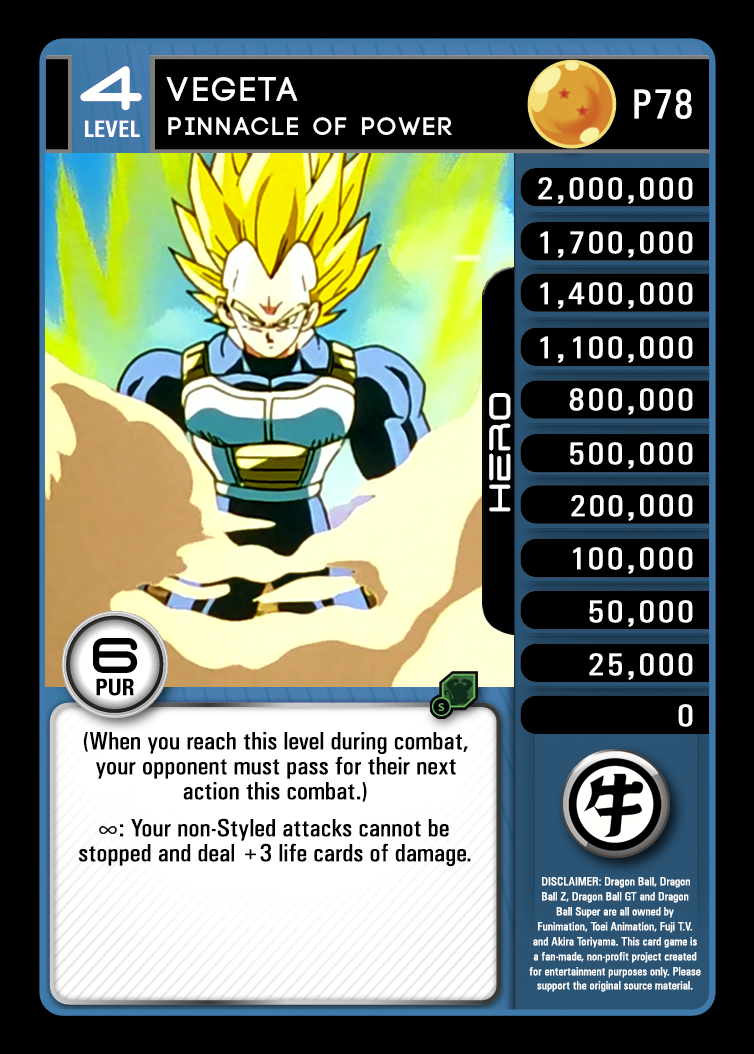 4
LEVEL
VEGETA
PINNACLE OF POWER
P78
2,000,000
1,700,000
1,400,000
1,100,000
800,000
500,000
200,000
100,000
50,000
25,000
0
HERO
6
PUR
S
(When you reach this level during combat,
your opponent must pass for their next
action this combat.)
∞: Your non-Styled attacks cannot be
stopped and deal +3 life cards of damage.
牛
DISCLAIMER: Dragon Ball, Dragon
Ball Z, Dragon Ball GT and Dragon
Ball Super are all owned by
Funimation, Toei Animation, Fuji T.V.
and Akira Toriyama. This card game is
a fan-made, non-profit project created
for entertainment purposes only. Please
support the original source material.